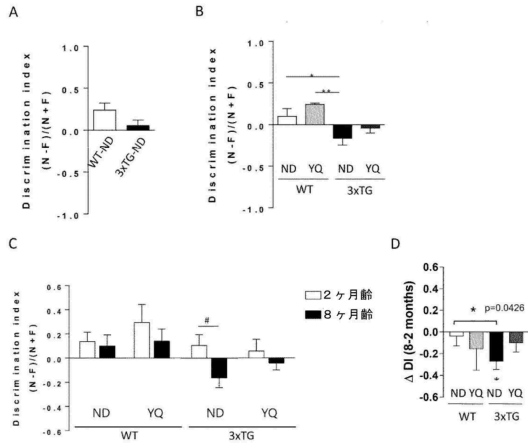 A
Discrimination index
(N-F)/(N+F)
1.0
0.5
0.0
-0.5
-1.0
WT-ND
3xTG-ND
B
Discrimination index
(N-F)/(N+F)
1.0
0.5
0.0
-0.5
-1.0
*
**
ND YQ ND YQ
WT 3xTG
C
Discrimination index
(N-F)/(N+F)
0.6
0.4
0.2
0.0
-0.2
-0.4
-0.6
#
ND YQ ND YQ
WT 3xTG
2ヶ月齢
8ヶ月齢
D
Δ DI (8-2 months)
0.6
0.4
0.2
-0.0
-0.2
-0.4
-0.6
* p=0.0426
ND YQ ND YQ
*
WT 3xTG